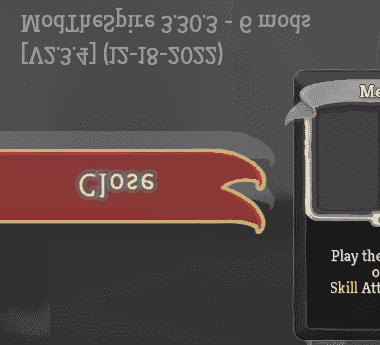 ModTheSpire 3.30.3 - 6 mods
[V2.3.4] (12-18-2022)
Close
Me
Play the
o
Skill Att